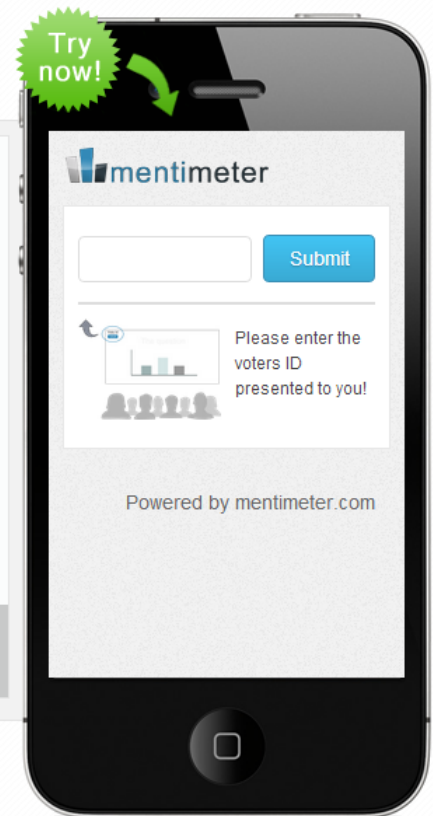 Try
now!
mentimeter
Submit
Please enter the
voters ID
presented to you!
Powered by mentimeter.com